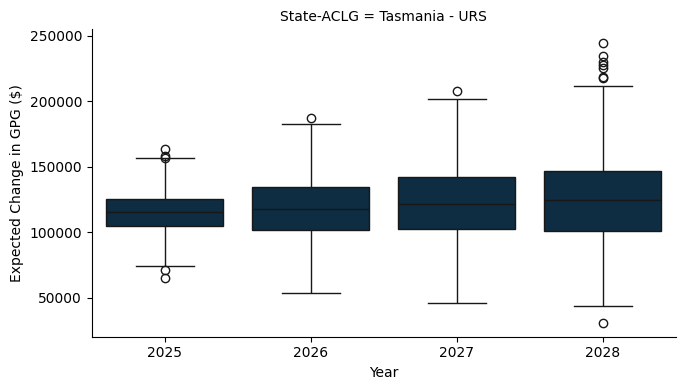 State-ACLG = Tasmania - URS
Expected Change in GPG ($)
250000
200000
150000
100000
50000
2025 2026 2027 2028
Year